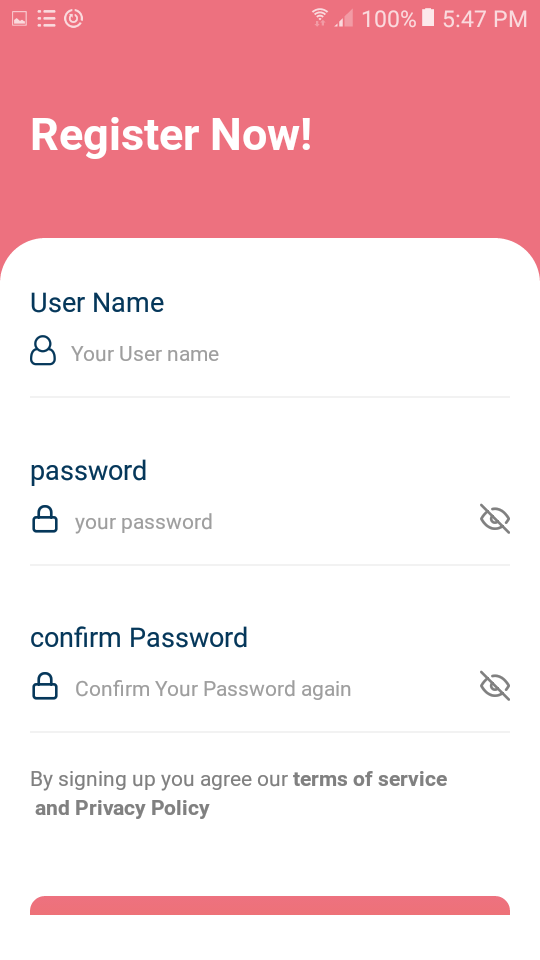 100% 5:47 PM
Register Now!
User Name
Your User name
password
your password
confirm Password
Confirm Your Password again
By signing up you agree our terms of service
and Privacy Policy